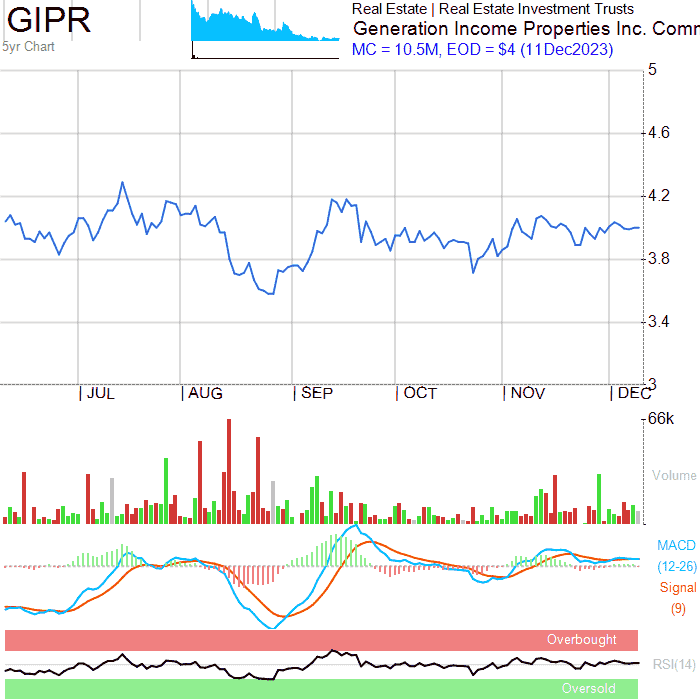 GIPR
5yr Chart
Real Estate | Real Estate Investment Trusts
Generation Income Properties Inc. Comm
MC = 10.5M, EOD = $4 (11Dec2023)
5
4.6
4.2
3.8
3.4
3
JUL AUG SEP OCT NOV DEC
66k
Volume
MACD
(12-26)
Signal
(9)
Overbought
RSI(14)
Oversold